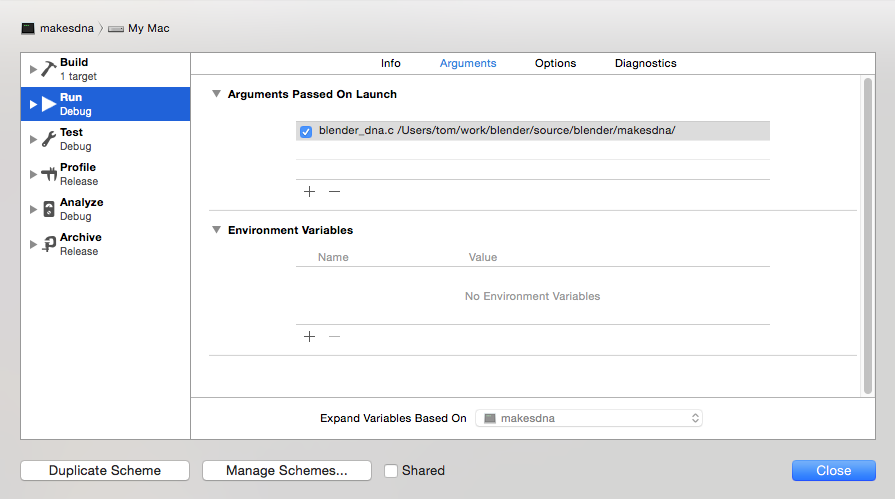 makesdna My Mac
Build
1 target
Run
Debug
Test
Debug
Profile
Release
Analyze
Debug
Archive
Release
Info Arguments Options Diagnostics
Arguments Passed On Launch
blender_dna.c /Users/tom/work/blender/source/blender/makesdna/
Environment Variables
Name Value
No Environment Variables
Expand Variables Based On makesdna
Duplicate Scheme Manage Schemes... Shared Close